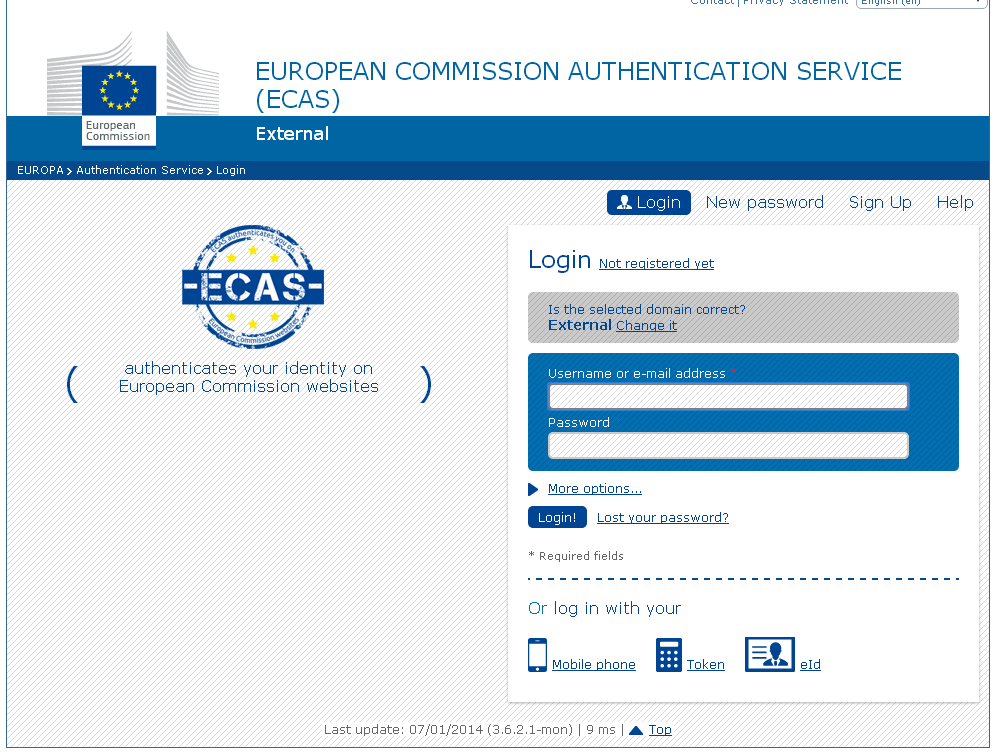 Contact | Privacy Statement English (en)
EUROPEAN COMMISSION AUTHENTICATION SERVICE
(ECAS)
European
Commission
External
EUROPA > Authentication Service > Login
Login New password Sign Up Help
ECAS authenticates you on
-ECAS-
European Commission websites
( authenticates your identity on
European Commission websites )
Login Not registered yet
Is the selected domain correct?
External Change it
Username or e-mail address *
Password
More options...
Login! Lost your password?
* Required fields
Or log in with your
Mobile phone Token eId
Last update: 07/01/2014 (3.6.2.1-mon) | 9 ms | Top